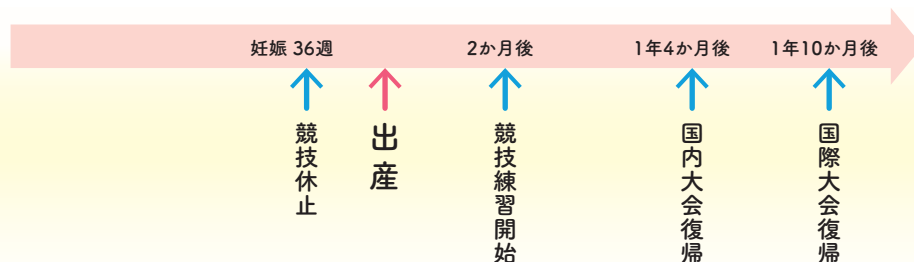 妊娠 36週
2か月後
1年4か月後
1年10か月後
競技休止
出産
競技練習開始
国内大会復帰
国際大会復帰